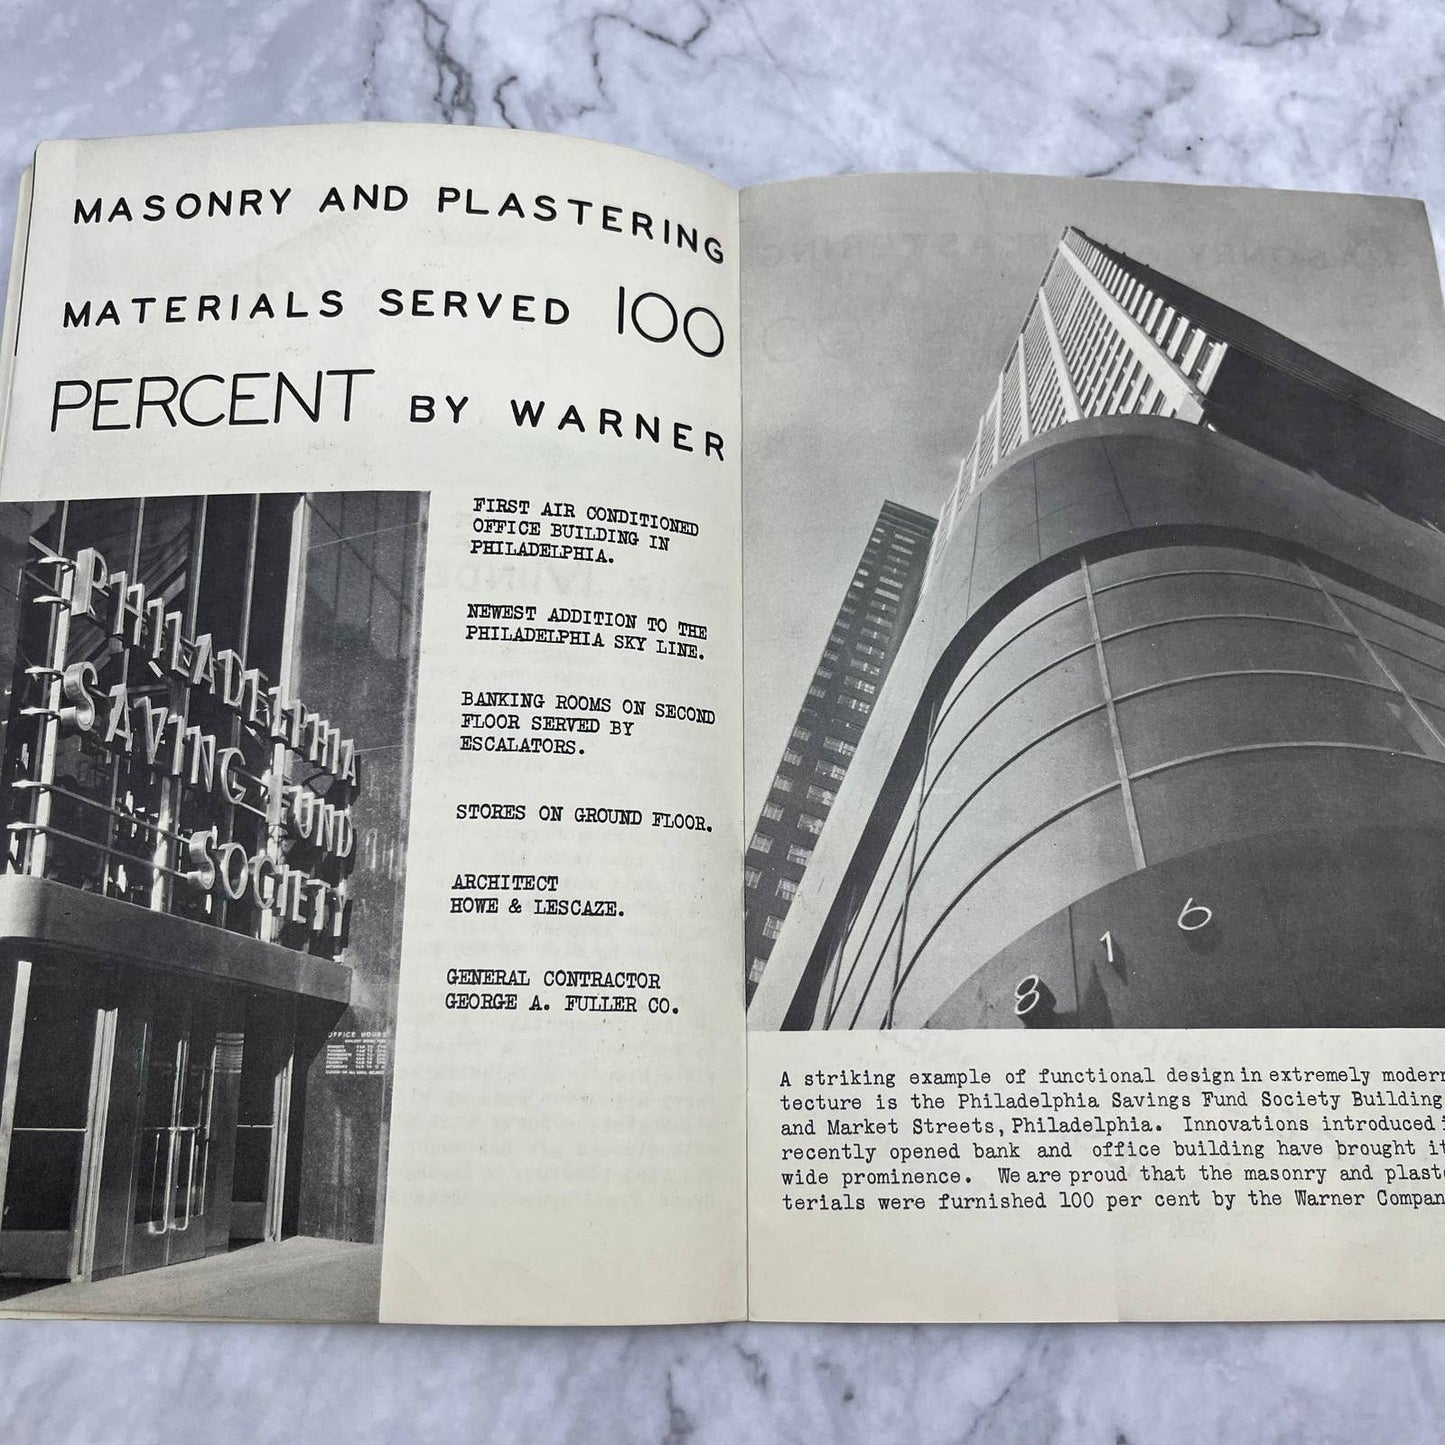 MASONRY AND PLASTERING
MATERIALS SERVED 100
PERCENT BY WARNER
PHILADELPHIA
SAVING FUND
SOCIETY
OFFICE HOURS
FIRST AIR CONDITIONED
OFFICE BUILDING IN
PHILADELPHIA.
NEWEST ADDITION TO THE
PHILADELPHIA SKY LINE.
BANKING ROOMS ON SECOND
FLOOR SERVED BY
ESCALATORS.
STORES ON GROUND FLOOR.
ARCHITECT
HOWE & LESCAZE.
GENERAL CONTRACTOR
GEORGE A. FULLER CO.
8 1 6
A striking example of functional design in extremely modern
tecture is the Philadelphia Savings Fund Society Building
and Market Streets, Philadelphia. Innovations introduced i
recently opened bank and office building have brought it
wide prominence. We are proud that the masonry and plast
terials were furnished 100 per cent by the Warner Compan